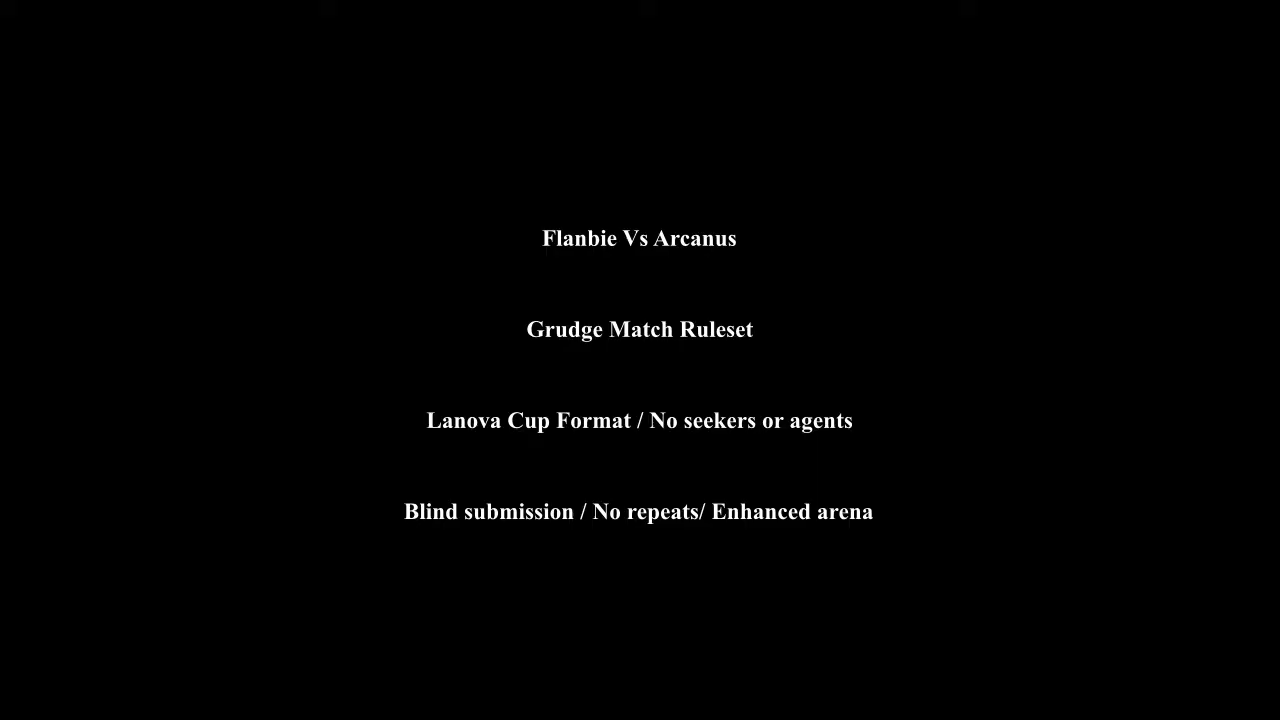 Flanbie Vs Arcanus
Grudge Match Ruleset
Lanova Cup Format / No seekers or agents
Blind submission / No repeats/ Enhanced arena